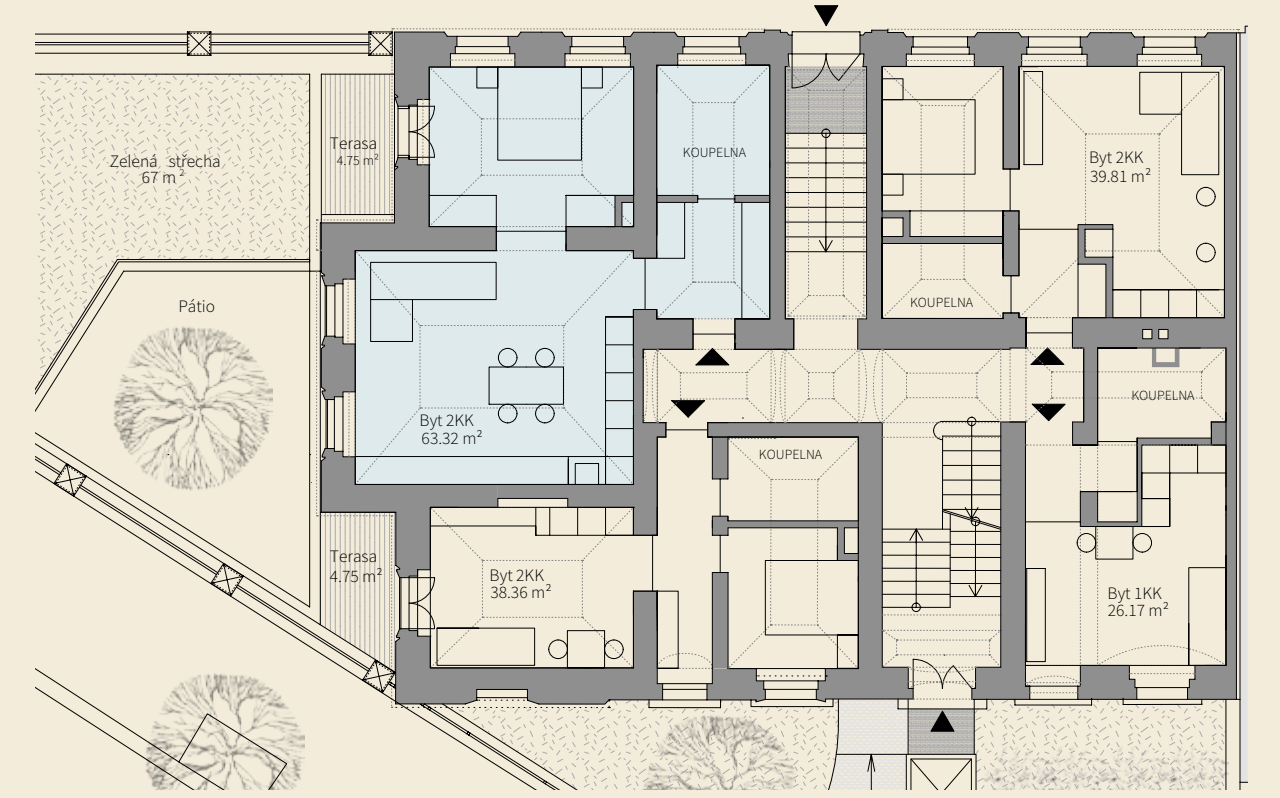 Zelená střecha
67 m²
Terasa
4.75 m²
KOUPELNA
Byt 2KK
39.81 m²
KOUPELNA
Pátio
KOUPELNA
Byt 2KK
63.32 m²
KOUPELNA
Terasa
4.75 m²
Byt 2KK
38.36 m²
Byt 1KK
26.17 m²